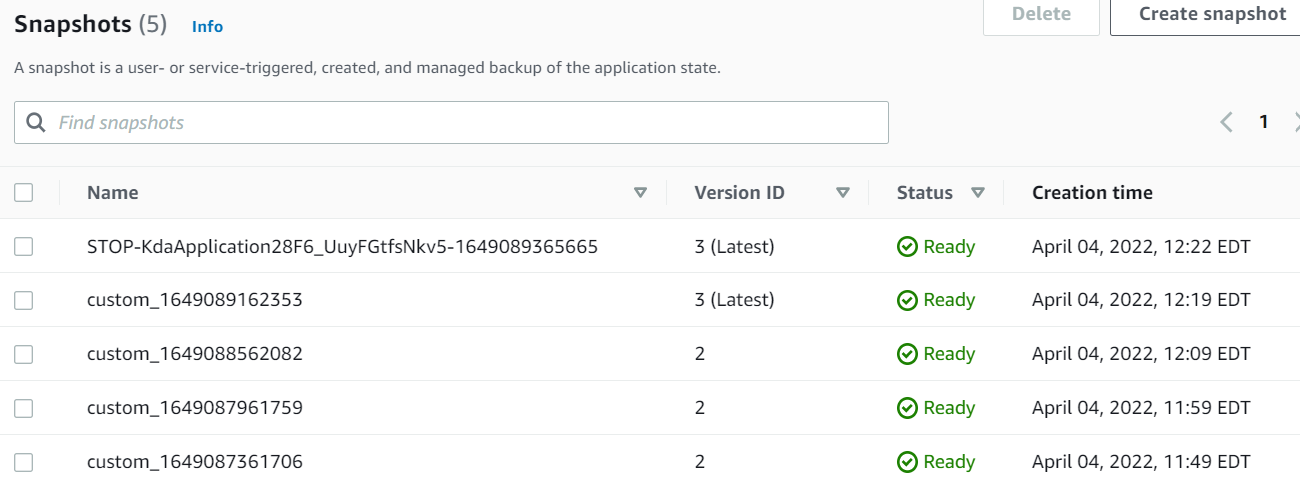 Snapshots (5) Info Delete Create snapshot
A snapshot is a user- or service-triggered, created, and managed backup of the application state.
Find snapshots 1
Name Version ID Status Creation time
STOP-KdaApplication28F6_UuyFGtfsNkv5-1649089365665 3 (Latest) Ready April 04, 2022, 12:22 EDT
custom_1649089162353 3 (Latest) Ready April 04, 2022, 12:19 EDT
custom_1649088562082 2 Ready April 04, 2022, 12:09 EDT
custom_1649087961759 2 Ready April 04, 2022, 11:59 EDT
custom_1649087361706 2 Ready April 04, 2022, 11:49 EDT